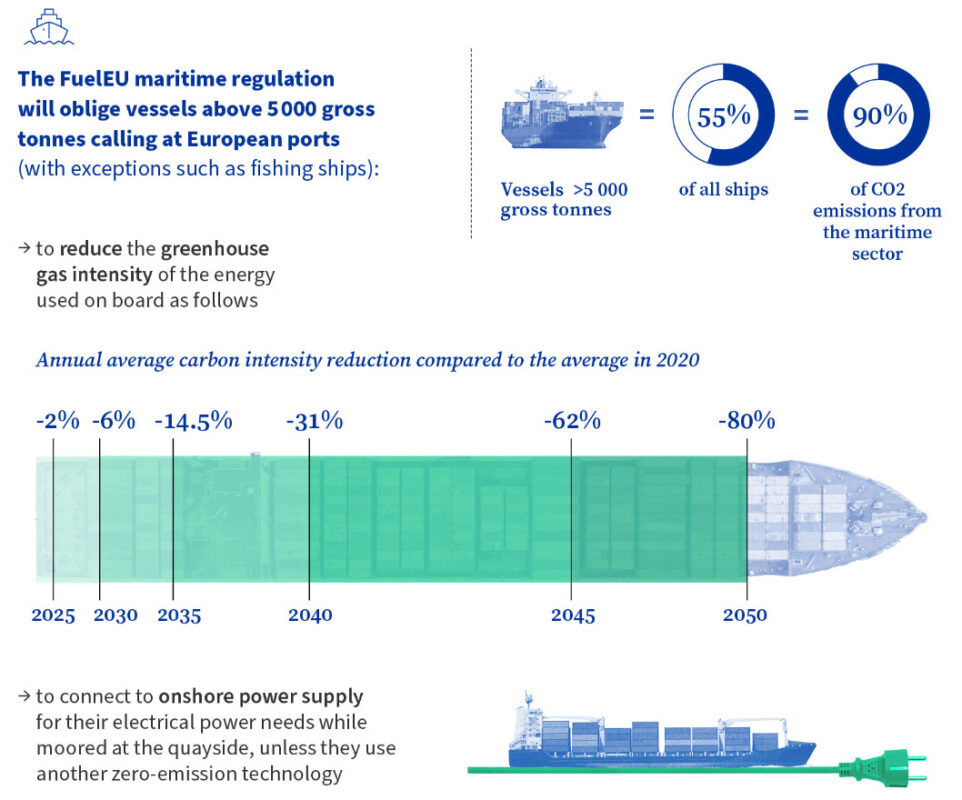 The FuelEU maritime regulation
will oblige vessels above 5 000 gross
tonnes calling at European ports
(with exceptions such as fishing ships):
Vessels >5 000
gross tonnes
=
55%
of all ships
=
90%
of CO2
emissions from
the maritime
sector
→ to reduce the greenhouse
gas intensity of the energy
used on board as follows
Annual average carbon intensity reduction compared to the average in 2020
-2% -6% -14.5% -31% -62% -80%
2025 2030 2035 2040 2045 2050
→ to connect to onshore power supply
for their electrical power needs while
moored at the quayside, unless they use
another zero-emission technology